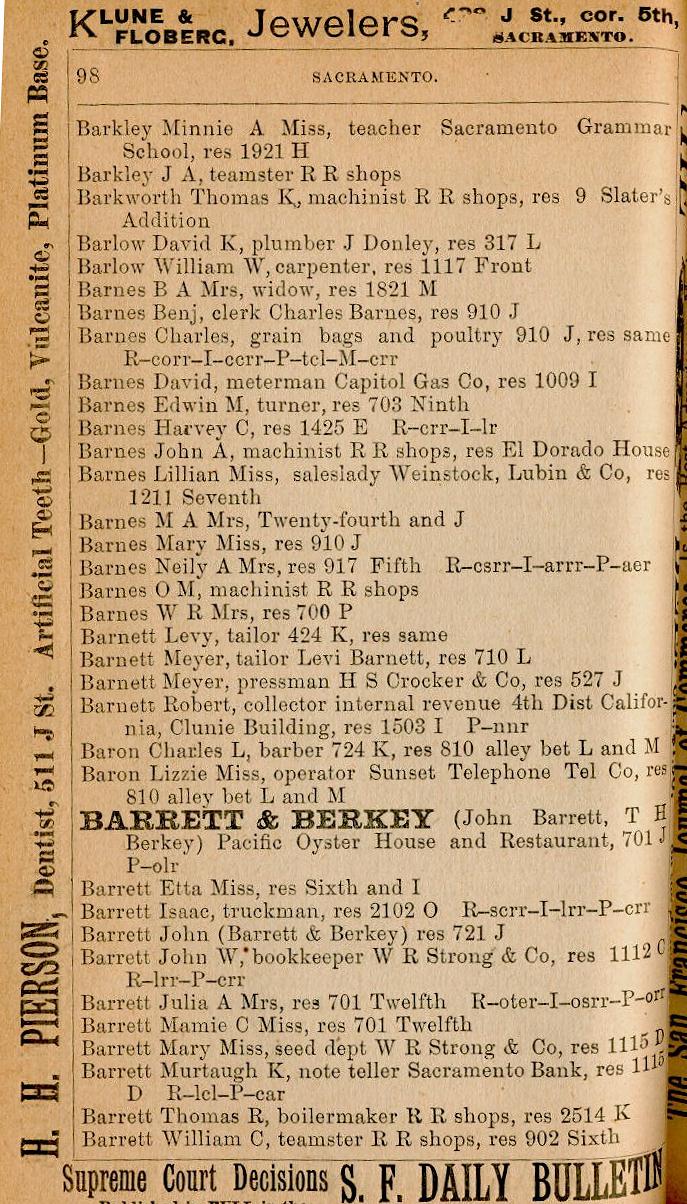 KLUNE & FLOBERG, Jewelers, J St., cor. 5th, SACRAMENTO.
98 SACRAMENTO.
Barkley Minnie A Miss, teacher Sacramento Grammar
School, res 1921 H
Barkley J A, teamster R R shops
Barkworth Thomas K, machinist R R shops, res 9 Slater's
Addition
Barlow David K, plumber J Donley, res 317 L
Barlow William W, carpenter, res 1117 Front
Barnes B A Mrs, widow, res 1821 M
Barnes Benj, clerk Charles Barnes, res 910 J
Barnes Charles, grain bags and poultry 910 J, res same
R–corr–I–ccrr–P–tcl–M–crr
Barnes David, meterman Capitol Gas Co, res 1009 I
Barnes Edwin M, turner, res 703 Ninth
Barnes Harvey C, res 1425 E R–crr–I–lr
Barnes John A, machinist R R shops, res El Dorado House
Barnes Lillian Miss, saleslady Weinstock, Lubin & Co, res
1211 Seventh
Barnes M A Mrs, Twenty-fourth and J
Barnes Mary Miss, res 910 J
Barnes Neily A Mrs, res 917 Fifth R–csrr–I–arrr–P–aer
Barnes O M, machinist R R shops
Barnes W R Mrs, res 700 P
Barnett Levy, tailor 424 K, res same
Barnett Meyer, tailor Levi Barnett, res 710 L
Barnett Meyer, pressman H S Crocker & Co, res 527 J
Barnett Robert, collector internal revenue 4th Dist Califor-
nia, Clunie Building, res 1503 I P–nnr
Baron Charles L, barber 724 K, res 810 alley bet L and M
Baron Lizzie Miss, operator Sunset Telephone Tel Co, res
810 alley bet L and M
BARRETT & BERKEY (John Barrett, T H
Berkey) Pacific Oyster House and Restaurant, 701 J
P–olr
Barrett Etta Miss, res Sixth and I
Barrett Isaac, truckman, res 2102 O R–scrr–I–lrr–P–crr
Barrett John (Barrett & Berkey) res 721 J
Barrett John W, bookkeeper W R Strong & Co, res 1112 C
R–lrr–P–crr
Barrett Julia A Mrs, res 701 Twelfth R–oter–I–osrr–P–orr
Barrett Mamie C Miss, res 701 Twelfth
Barrett Mary Miss, seed dept W R Strong & Co, res 1115 D
Barrett Murtaugh K, note teller Sacramento Bank, res 1115
D R–lcl–P–car
Barrett Thomas R, boilermaker R R shops, res 2514 K
Barrett William C, teamster R R shops, res 902 Sixth
Supreme Court Decisions S. F. DAILY BULLETIN
H. H. PIERSON, Dentist, 511 J St. Artificial Teeth—Gold, Vulcanite, Platinum Base.
The San Francisco Journal of Commerce is the